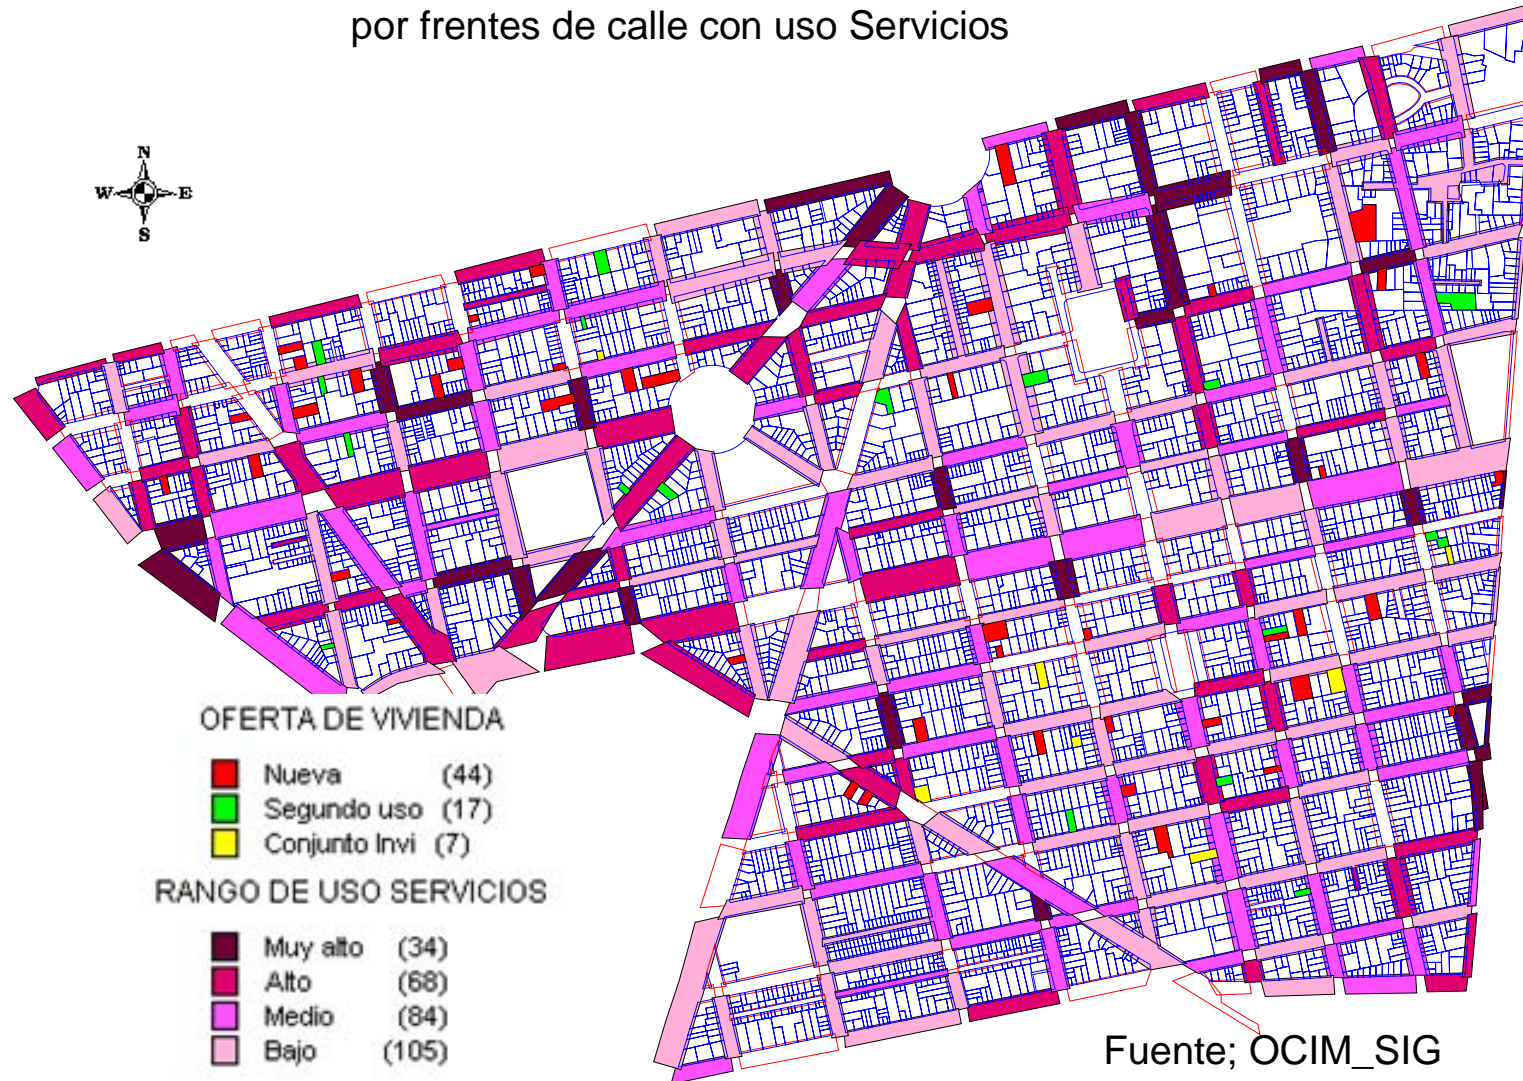 por frentes de calle con uso Servicios
N
W E
S
OFERTA DE VIVIENDA
Nueva (44)
Segundo uso (17)
Conjunto Invi (7)
RANGO DE USO SERVICIOS
Muy alto (34)
Alto (68)
Medio (84)
Bajo (105)
Fuente; OCIM_SIG